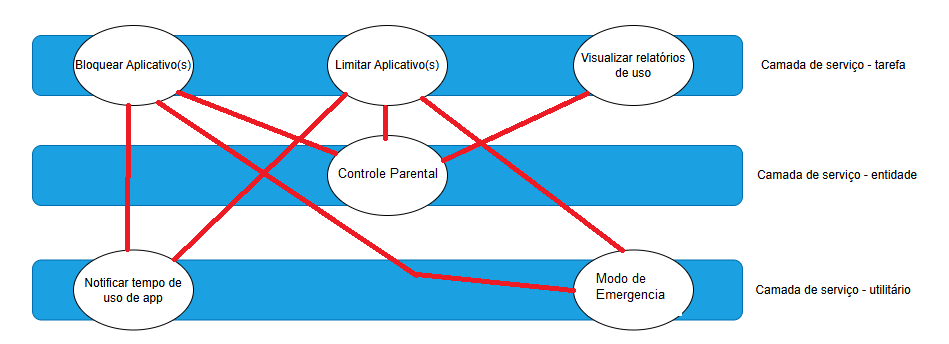 Bloquear Aplicativo(s)
Limitar Aplicativo(s)
Visualizar relatórios
de uso
Camada de serviço - tarefa
Controle Parental
Camada de serviço - entidade
Notificar tempo de
uso de app
Modo de
Emergencia
Camada de serviço - utilitário